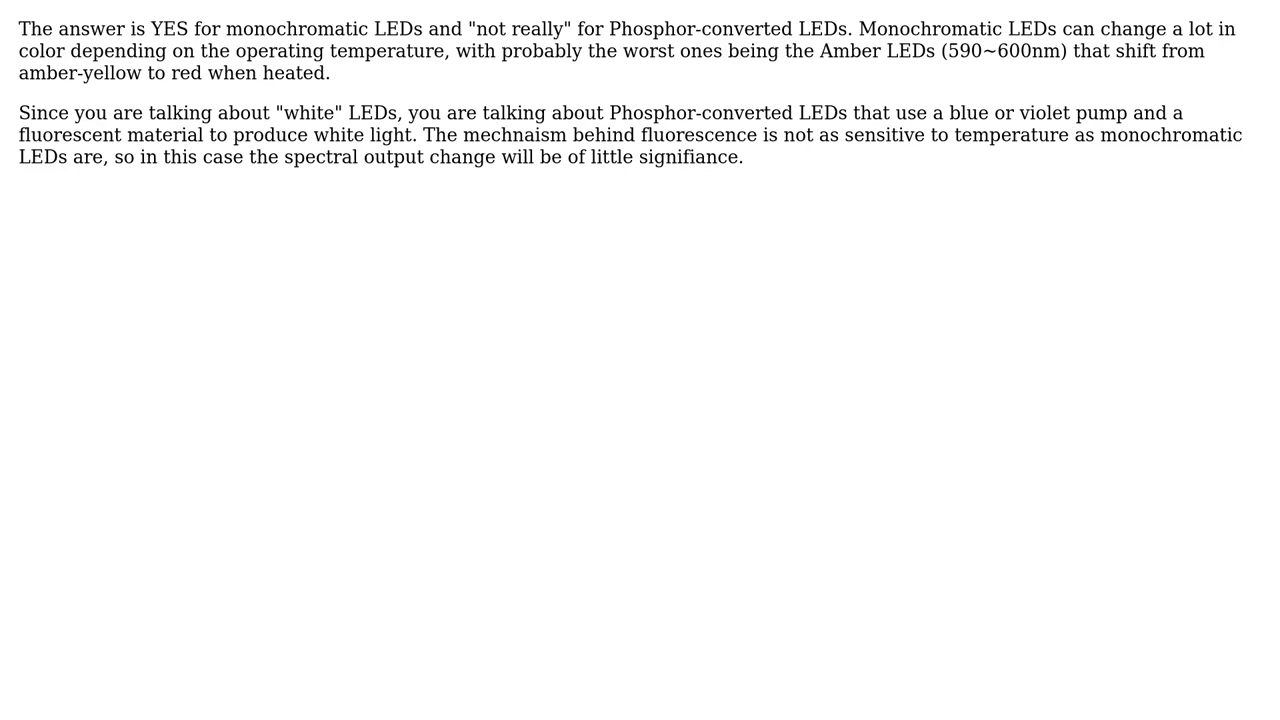 The answer is YES for monochromatic LEDs and "not really" for Phosphor-converted LEDs. Monochromatic LEDs can change a lot in
color depending on the operating temperature, with probably the worst ones being the Amber LEDs (590~600nm) that shift from
amber-yellow to red when heated.
Since you are talking about "white" LEDs, you are talking about Phosphor-converted LEDs that use a blue or violet pump and a
fluorescent material to produce white light. The mechnaism behind fluorescence is not as sensitive to temperature as monochromatic
LEDs are, so in this case the spectral output change will be of little signifiance.